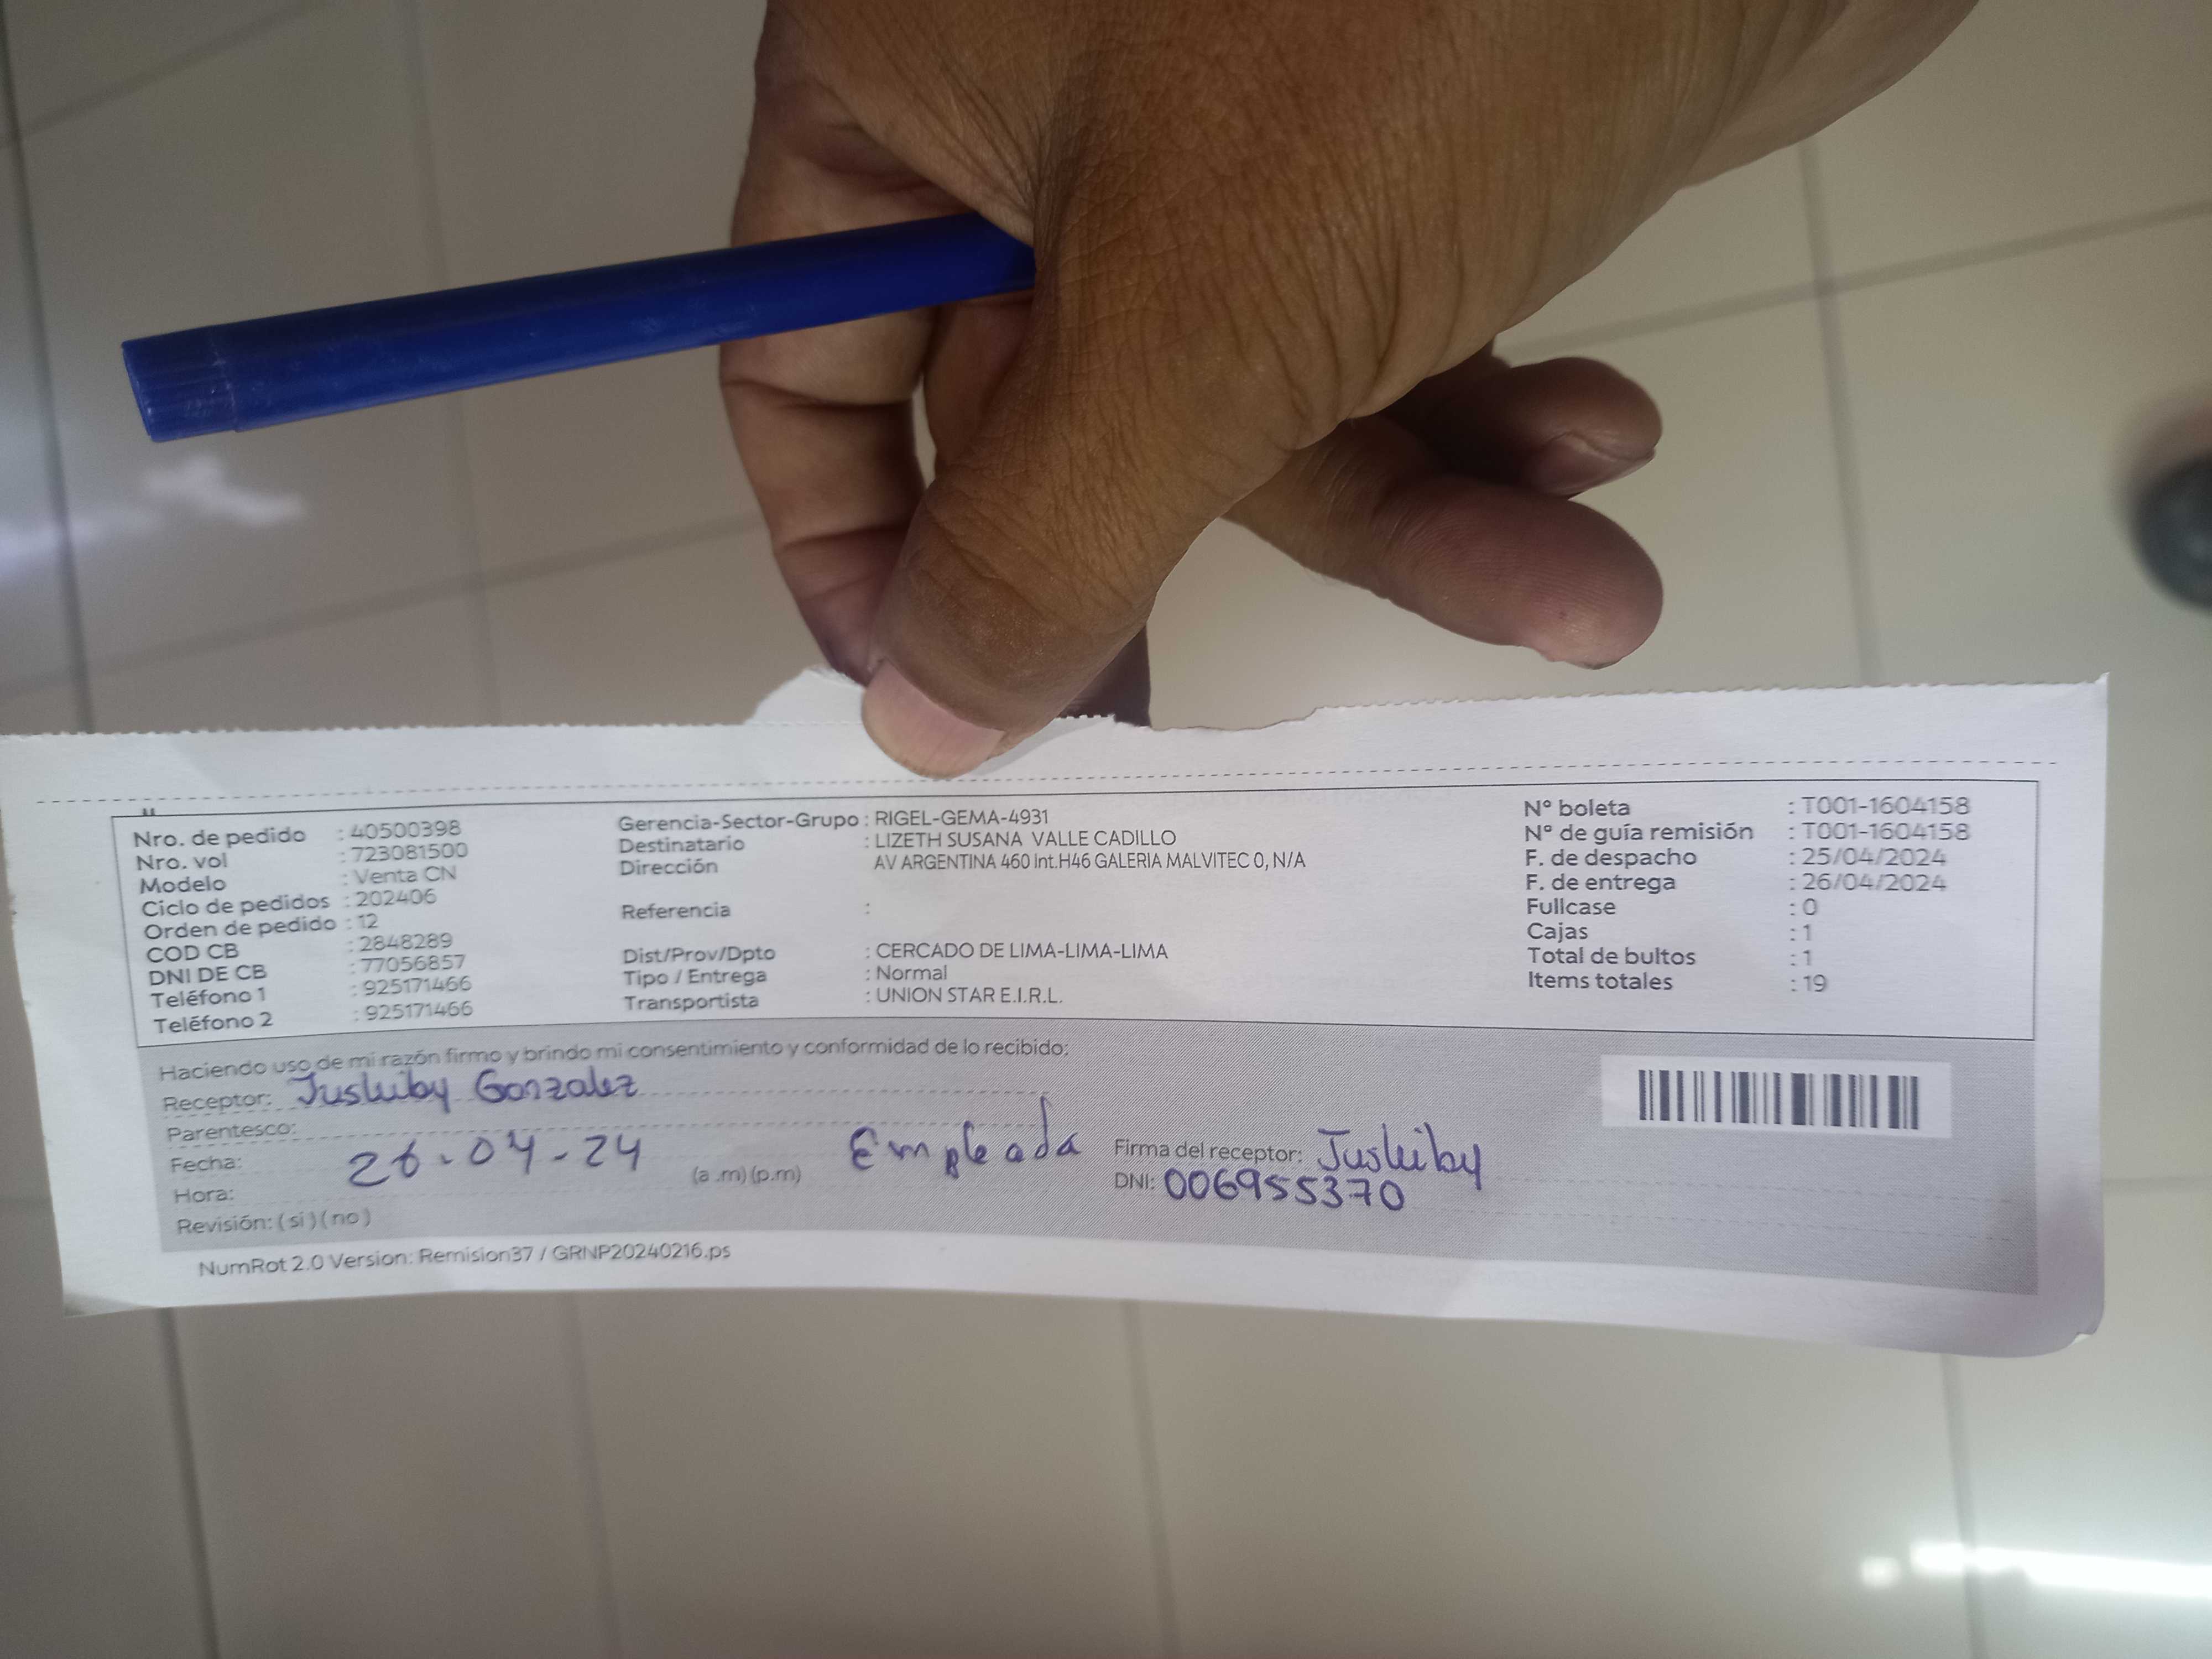 Nro. de pedido : 40500398
Nro. vol : 723081500
Modelo : Venta CN
Ciclo de pedidos : 202406
Orden de pedido : 12
COD CB : 2848289
DNI DE CB : 77056857
Teléfono 1 : 925171466
Teléfono 2 : 925171466
Gerencia-Sector-Grupo : RIGEL-GEMA-4931
Destinatario : LIZETH SUSANA VALLE CADILLO
Dirección AV ARGENTINA 460 Int.H46 GALERIA MALVITEC 0, N/A
Referencia :
Dist/Prov/Dpto : CERCADO DE LIMA-LIMA-LIMA
Tipo / Entrega : Normal
Transportista : UNION STAR E.I.R.L.
N° boleta : T001-1604158
N° de guía remisión : T001-1604158
F. de despacho : 25/04/2024
F. de entrega : 26/04/2024
Fullcase : 0
Cajas : 1
Total de bultos : 1
Items totales : 19
Haciendo uso de mi razón firmo y brindo mi consentimiento y conformidad de lo recibido:
Receptor: Gonzalez
Parentesco: Empleada
Fecha: 26-04-24
Hora: (a.m)(p.m)
Revisión: (si)(no)
Firma del receptor:
DNI: 006955370
NumRot 2.0 Version: Remision37 / GRNP20240216.ps